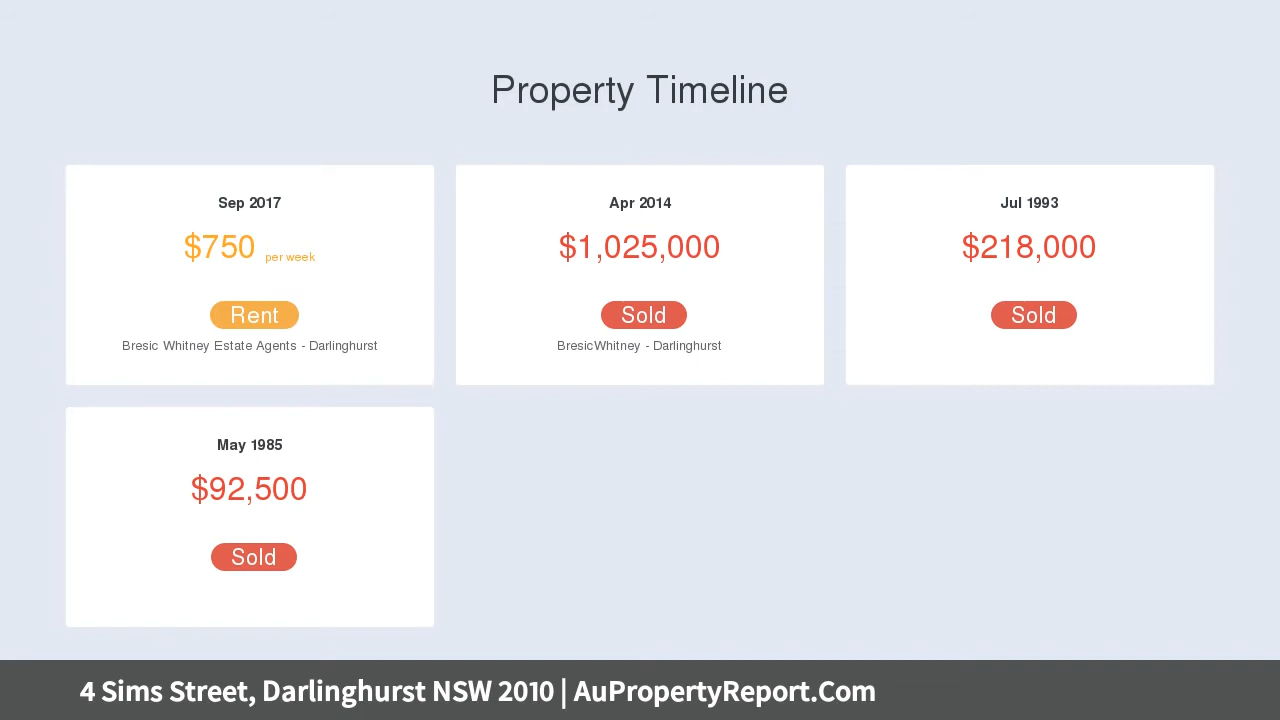 Property Timeline
Sep 2017
$750 per week
Rent
Bresic Whitney Estate Agents - Darlinghurst
Apr 2014
$1,025,000
Sold
BresicWhitney - Darlinghurst
Jul 1993
$218,000
Sold
May 1985
$92,500
Sold
4 Sims Street, Darlinghurst NSW 2010 | AuPropertyReport.Com